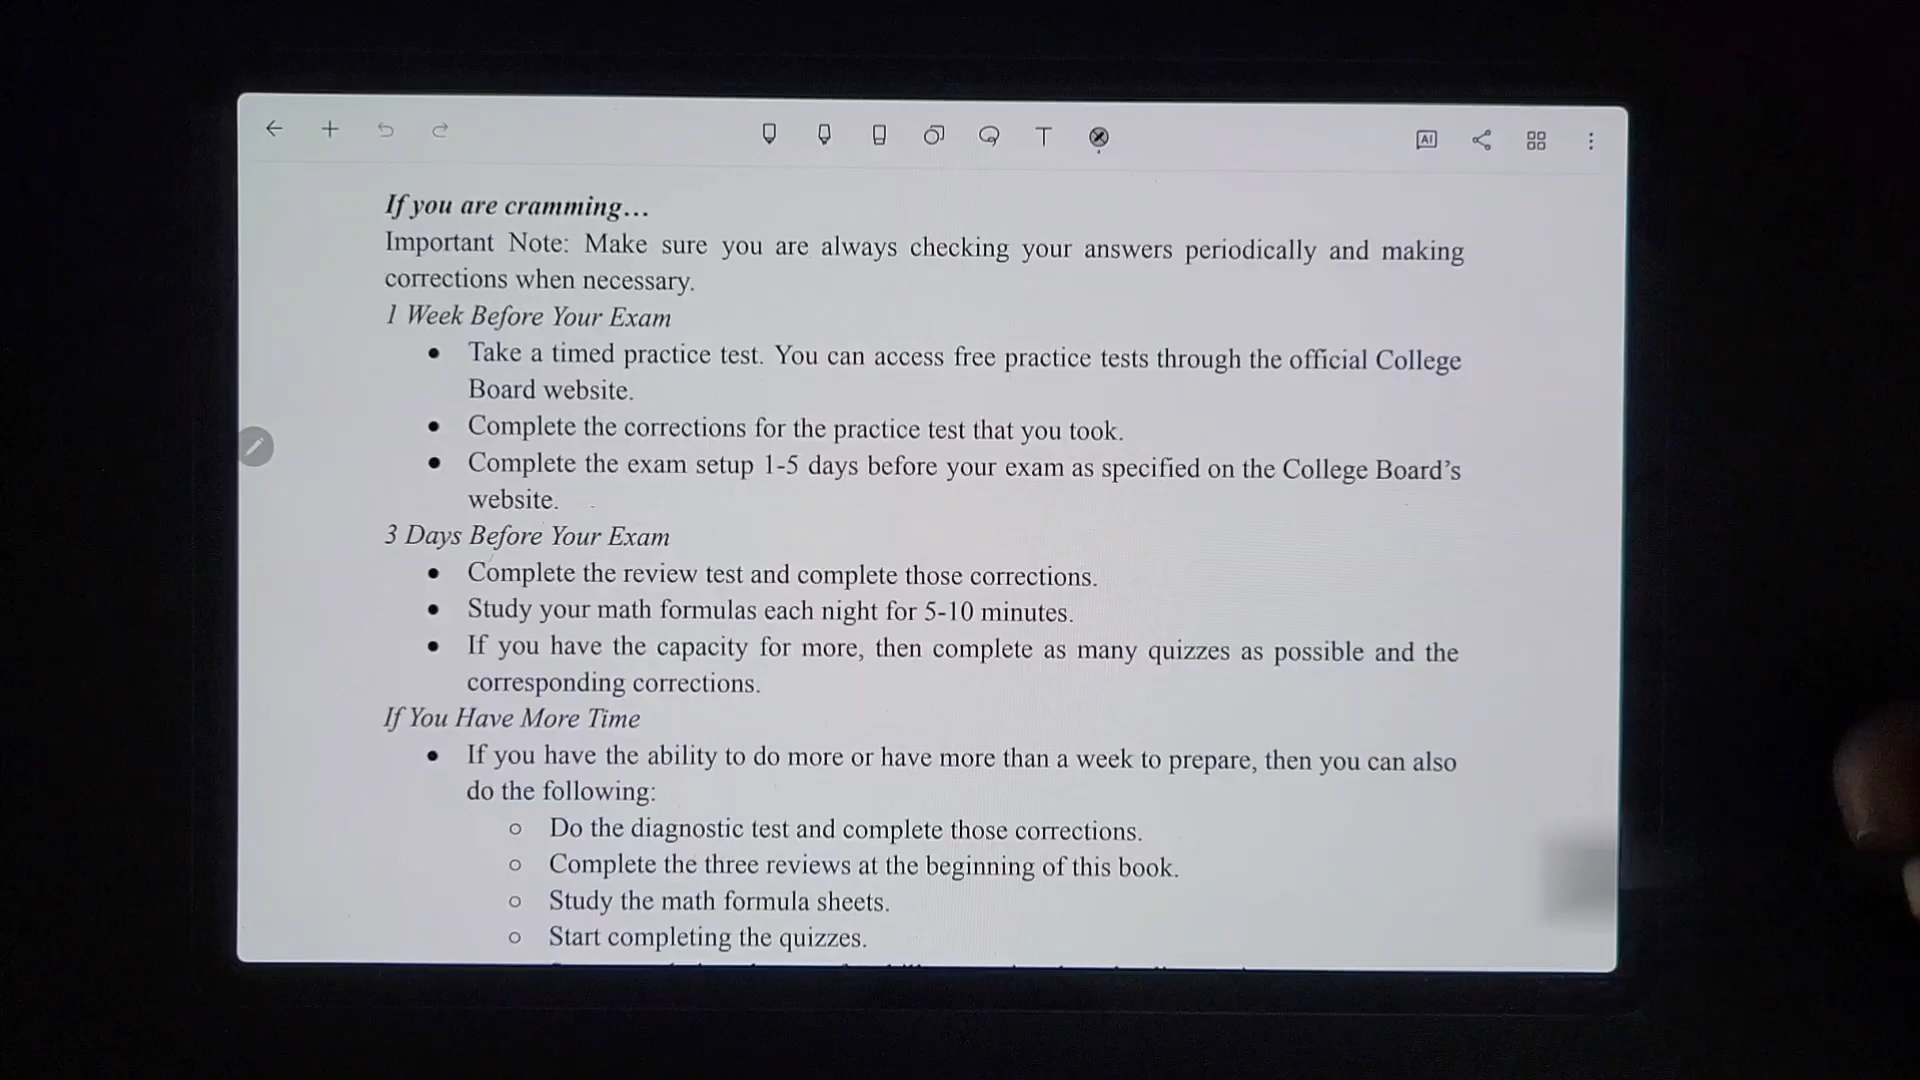 AI
T
If you are cramming...
Important Note: Make sure you are always checking your answers periodically and making
corrections when necessary.
1 Week Before Your Exam
• Take a timed practice test. You can access free practice tests through the official College
Board website.
• Complete the corrections for the practice test that you took.
• Complete the exam setup 1-5 days before your exam as specified on the College Board’s
website.
3 Days Before Your Exam
• Complete the review test and complete those corrections.
• Study your math formulas each night for 5-10 minutes.
• If you have the capacity for more, then complete as many quizzes as possible and the
corresponding corrections.
If You Have More Time
• If you have the ability to do more or have more than a week to prepare, then you can also
do the following:
○ Do the diagnostic test and complete those corrections.
○ Complete the three reviews at the beginning of this book.
○ Study the math formula sheets.
○ Start completing the quizzes.